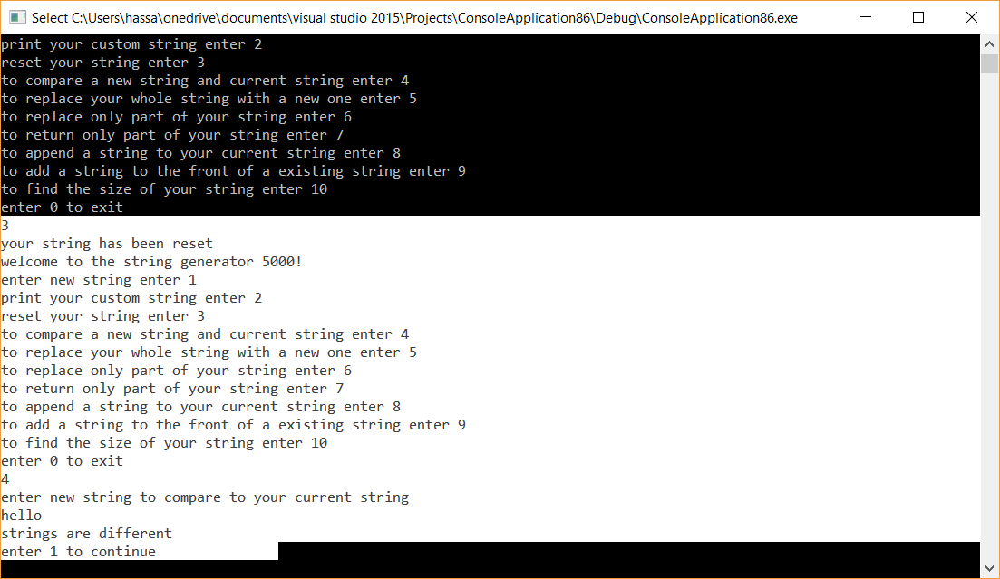 Select C:\Users\hassa\onedrive\documents\visual studio 2015\Projects\ConsoleApplication86\Debug\ConsoleApplication86.exe
print your custom string enter 2
reset your string enter 3
to compare a new string and current string enter 4
to replace your whole string with a new one enter 5
to replace only part of your string enter 6
to return only part of your string enter 7
to append a string to your current string enter 8
to add a string to the front of a existing string enter 9
to find the size of your string enter 10
enter 0 to exit
3
your string has been reset
welcome to the string generator 5000!
enter new string enter 1
print your custom string enter 2
reset your string enter 3
to compare a new string and current string enter 4
to replace your whole string with a new one enter 5
to replace only part of your string enter 6
to return only part of your string enter 7
to append a string to your current string enter 8
to add a string to the front of a existing string enter 9
to find the size of your string enter 10
enter 0 to exit
4
enter new string to compare to your current string
hello
strings are different
enter 1 to continue